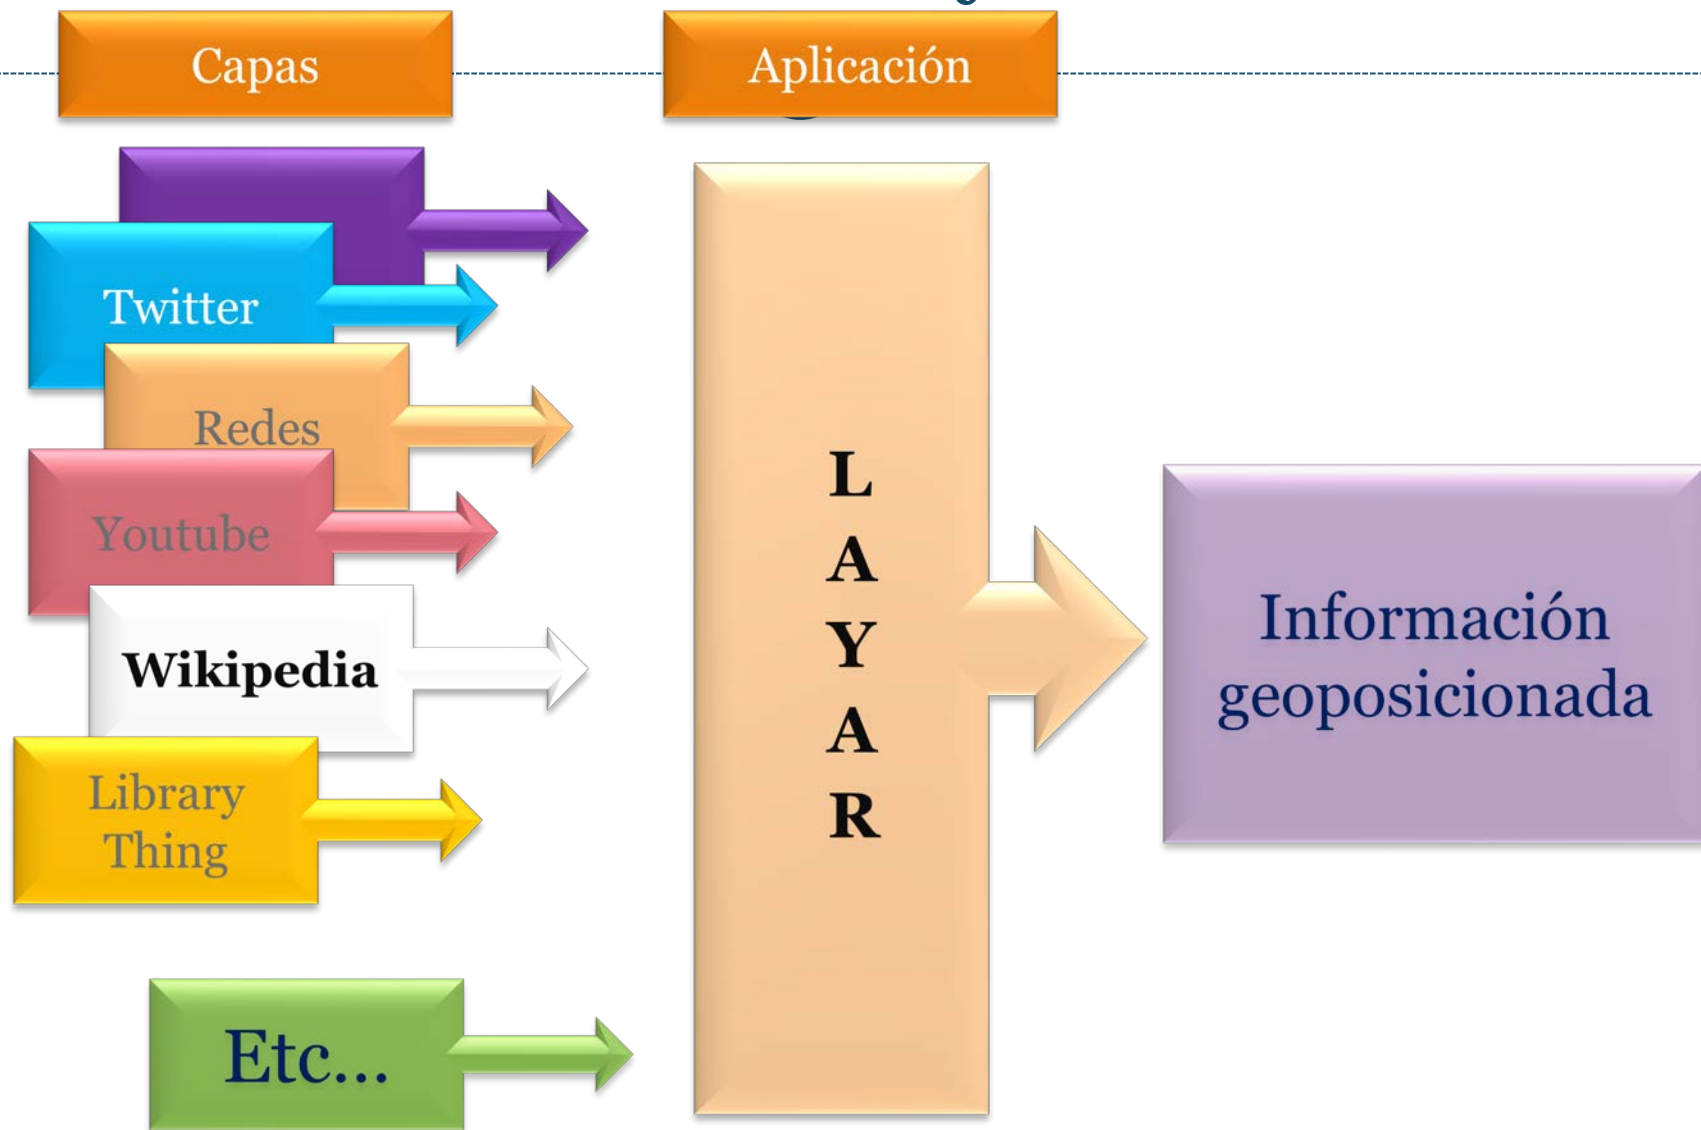 Capas
Aplicación
Twitter
Redes
Youtube
Wikipedia
Library
Thing
Etc...
L
A
Y
A
R
Información
geoposicionada